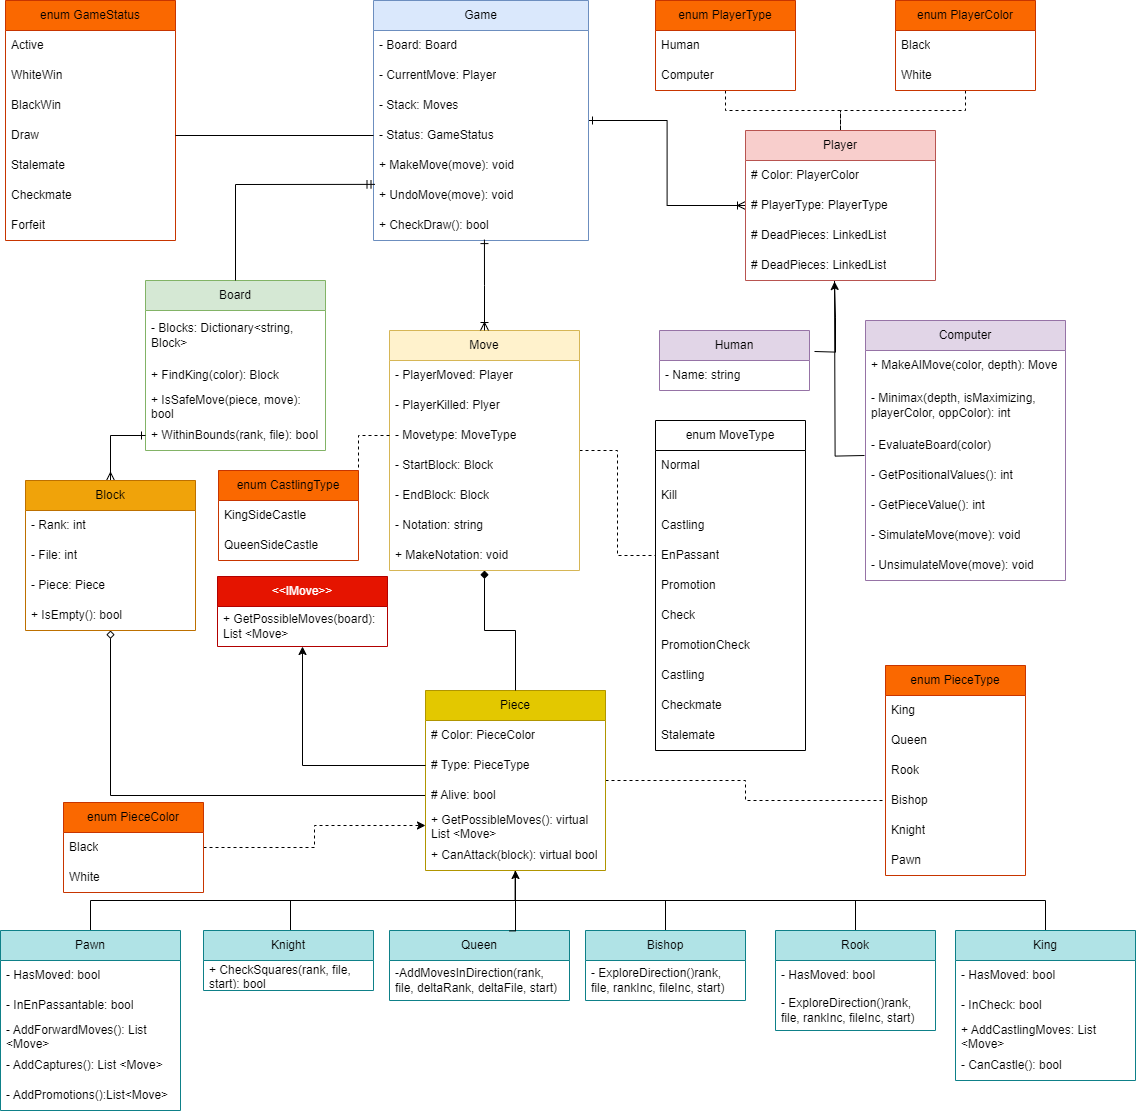 enum GameStatus
Active
WhiteWin
BlackWin
Draw
Stalemate
Checkmate
Forfeit
Game
- Board: Board
- CurrentMove: Player
- Stack: Moves
- Status: GameStatus
+ MakeMove(move): void
+ UndoMove(move): void
+ CheckDraw(): bool
enum PlayerType
Human
Computer
enum PlayerColor
Black
White
Player
# Color: PlayerColor
# PlayerType: PlayerType
# DeadPieces: LinkedList
# DeadPieces: LinkedList
Board
- Blocks: Dictionary<string,
Block>
+ FindKing(color): Block
+ IsSafeMove(piece, move):
bool
+ WithinBounds(rank, file): bool
Move
- PlayerMoved: Player
- PlayerKilled: Plyer
- Movetype: MoveType
- StartBlock: Block
- EndBlock: Block
- Notation: string
+ MakeNotation: void
Human
- Name: string
Computer
+ MakeAIMove(color, depth): Move
- Minimax(depth, isMaximizing,
playerColor, oppColor): int
- EvaluateBoard(color)
- GetPositionalValues(): int
- GetPieceValue(): int
- SimulateMove(move): void
- UnsimulateMove(move): void
enum MoveType
Normal
Kill
Castling
EnPassant
Promotion
Check
PromotionCheck
Castling
Checkmate
Stalemate
enum CastlingType
KingSideCastle
QueenSideCastle
Block
- Rank: int
- File: int
- Piece: Piece
+ IsEmpty(): bool
<<IMove>>
+ GetPossibleMoves(board):
List <Move>
Piece
# Color: PieceColor
# Type: PieceType
# Alive: bool
+ GetPossibleMoves(): virtual
List <Move>
+ CanAttack(block): virtual bool
enum PieceType
King
Queen
Rook
Bishop
Knight
Pawn
enum PieceColor
Black
White
Pawn
- HasMoved: bool
- InEnPassantable: bool
- AddForwardMoves(): List
<Move>
- AddCaptures(): List <Move>
- AddPromotions():List<Move>
Knight
+ CheckSquares(rank, file,
start): bool
Queen
-AddMovesInDirection(rank,
file, deltaRank, deltaFile, start)
Bishop
- ExploreDirection()rank,
file, rankInc, fileInc, start)
Rook
- HasMoved: bool
- ExploreDirection()rank,
file, rankInc, fileInc, start)
King
- HasMoved: bool
- InCheck: bool
+ AddCastlingMoves: List
<Move>
- CanCastle(): bool